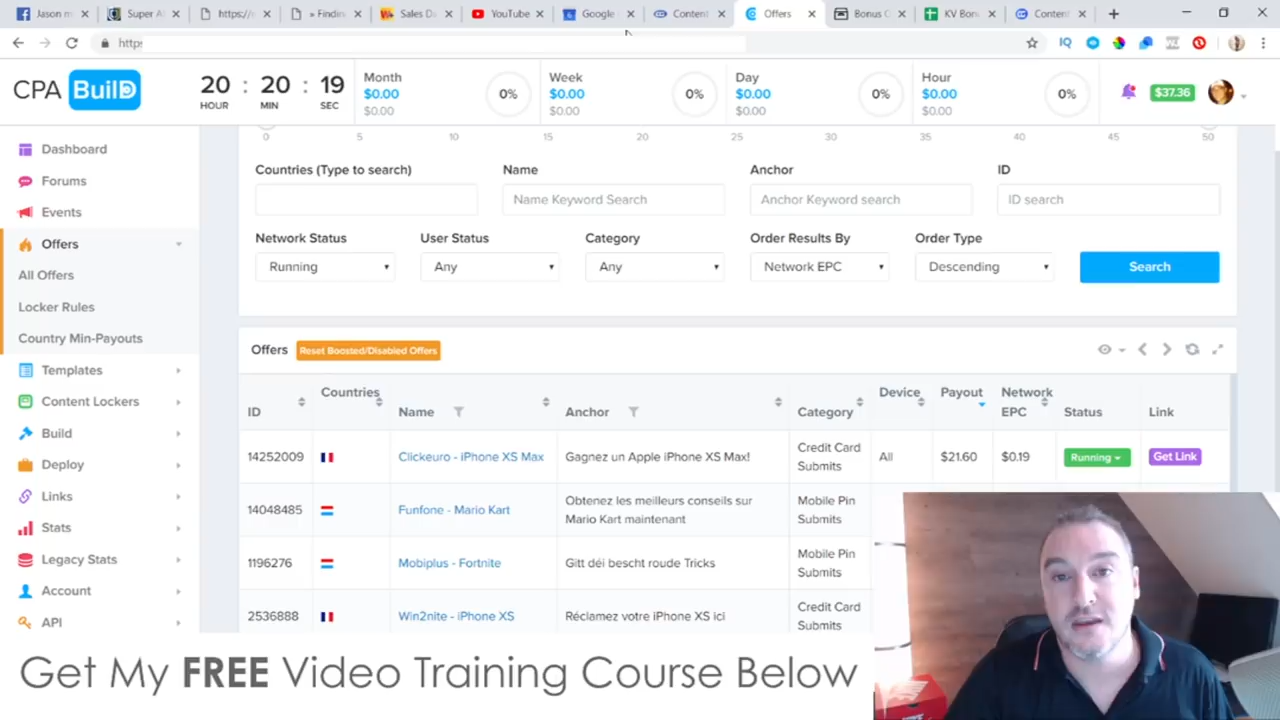 Jason m
Super Al
https://e
» Findin
Sales Da
YouTube
Google
Content
Offers
Bonus C
KV Bon
Content
https
IQ
CPA BuilD
20 : 20 : 19
HOUR MIN SEC
Month
$0.00
$0.00
0%
Week
$0.00
$0.00
0%
Day
$0.00
$0.00
0%
Hour
$0.00
$0.00
0%
$37.36
0 5 10 15 20 25 30 35 40 45 50
Dashboard
Forums
Events
Offers
All Offers
Locker Rules
Country Min-Payouts
Templates
Content Lockers
Build
Deploy
Links
Stats
Legacy Stats
Account
API
Countries (Type to search) Name Anchor ID
Name Keyword Search Anchor Keyword search ID search
Network Status User Status Category Order Results By Order Type
Running Any Any Network EPC Descending Search
Offers Reset Boosted/Disabled Offers
ID Countries Name Anchor Category Device Payout Network EPC Status Link
14252009 Clickeuro - iPhone XS Max Gagnez un Apple iPhone XS Max! Credit Card Submits All $21.60 $0.19 Running Get Link
14048485 Funfone - Mario Kart Obtenez les meilleurs conseils sur Mario Kart maintenant Mobile Pin Submits
1196276 Mobiplus - Fortnite Gitt déi bescht roude Tricks Mobile Pin Submits
2536888 Win2nite - iPhone XS Réclamez votre iPhone XS ici Credit Card Submits
Get My FREE Video Training Course Below